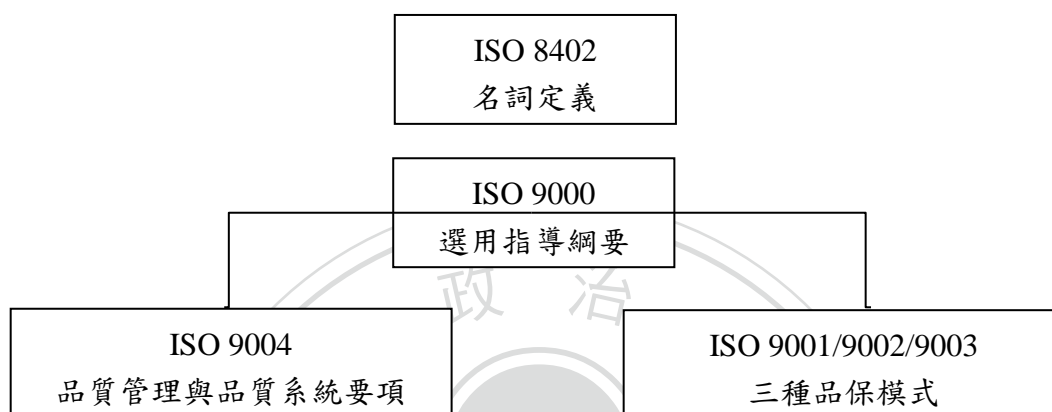 ISO 8402
名詞定義
ISO 9000
選用指導綱要
政 治
ISO 9004
品質管理與品質系統要項
ISO 9001/9002/9003
三種品保模式